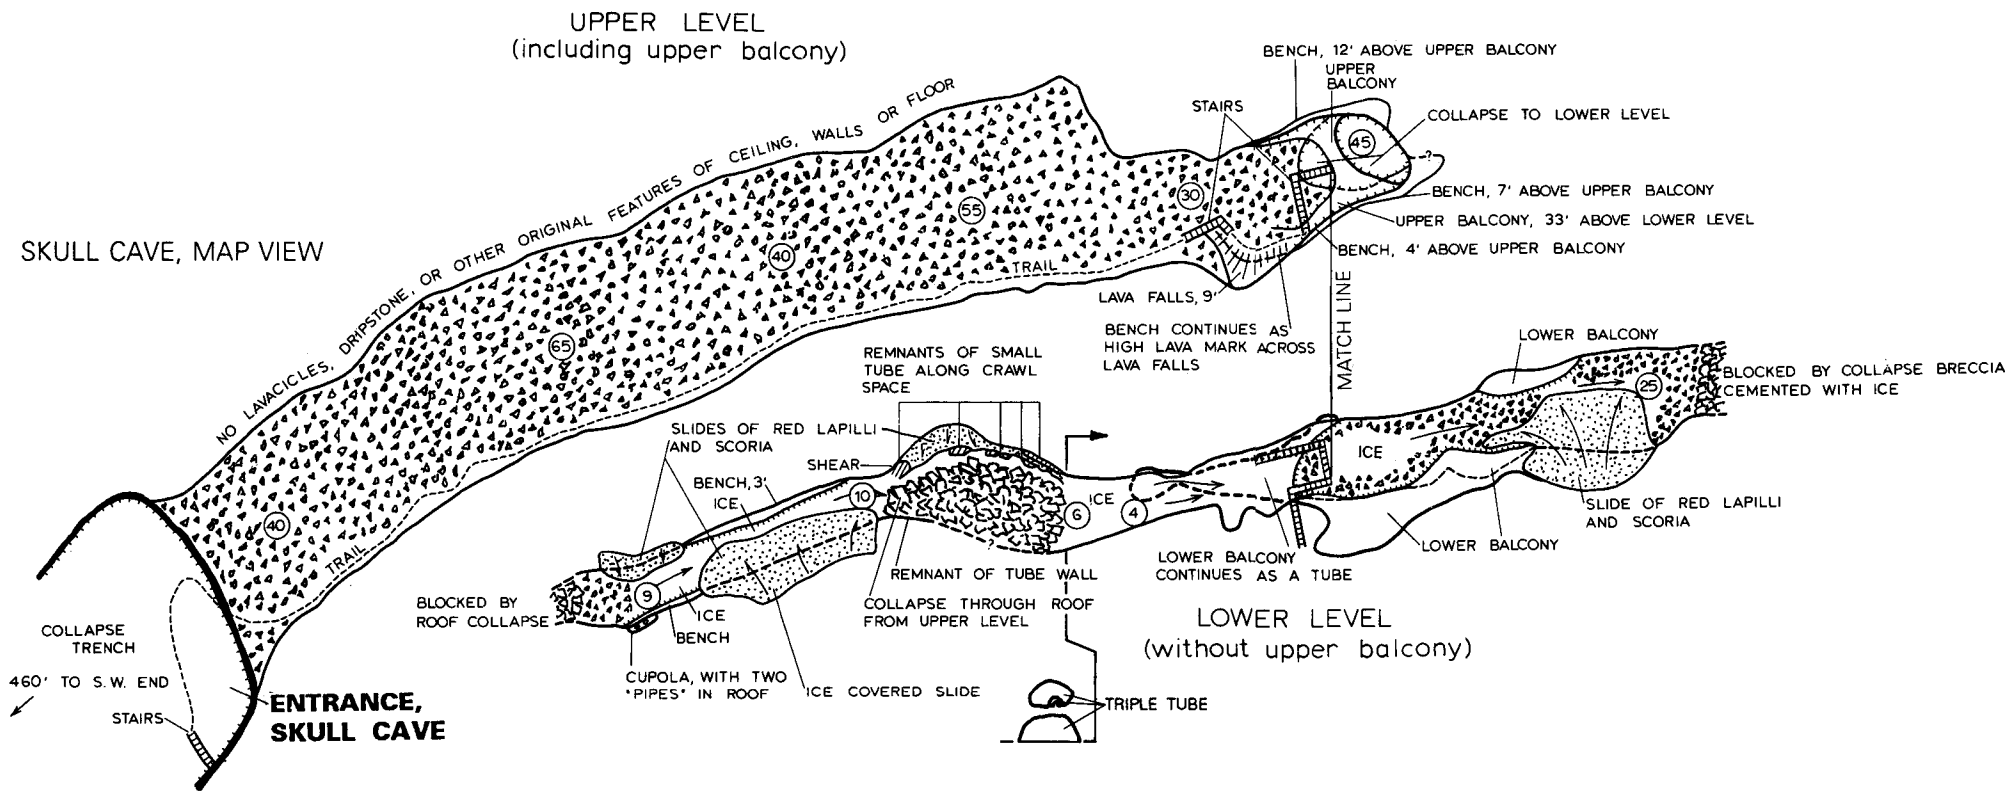 UPPER LEVEL
(including upper balcony)
BENCH, 12' ABOVE UPPER BALCONY
UPPER
BALCONY
STAIRS
COLLAPSE TO LOWER LEVEL
45
?
NO LAVACICLES, DRIPSTONE, OR OTHER ORIGINAL FEATURES OF CEILING, WALLS OR FLOOR
30
55
BENCH, 7' ABOVE UPPER BALCONY
UPPER BALCONY, 33' ABOVE LOWER LEVEL
BENCH, 4' ABOVE UPPER BALCONY
SKULL CAVE, MAP VIEW
40
TRAIL
LAVA FALLS, 9'
BENCH CONTINUES AS
HIGH LAVA MARK ACROSS
LAVA FALLS
MATCH LINE
65
40
TRAIL
REMNANTS OF SMALL
TUBE ALONG CRAWL
SPACE
LOWER BALCONY
25
BLOCKED BY COLLAPSE BRECCIA
CEMENTED WITH ICE
SLIDES OF RED LAPILLI
AND SCORIA
SHEAR
BENCH, 3'
ICE
10
ICE
6
4
ICE
?
SLIDE OF RED LAPILLI
AND SCORIA
LOWER BALCONY
LOWER BALCONY
CONTINUES AS A TUBE
REMNANT OF TUBE WALL
COLLAPSE THROUGH ROOF
FROM UPPER LEVEL
BLOCKED BY
ROOF COLLAPSE
9
ICE
BENCH
CUPOLA, WITH TWO
"PIPES" IN ROOF
ICE COVERED SLIDE
LOWER LEVEL
(without upper balcony)
TRIPLE TUBE
COLLAPSE
TRENCH
460' TO S.W. END
STAIRS
ENTRANCE,
SKULL CAVE